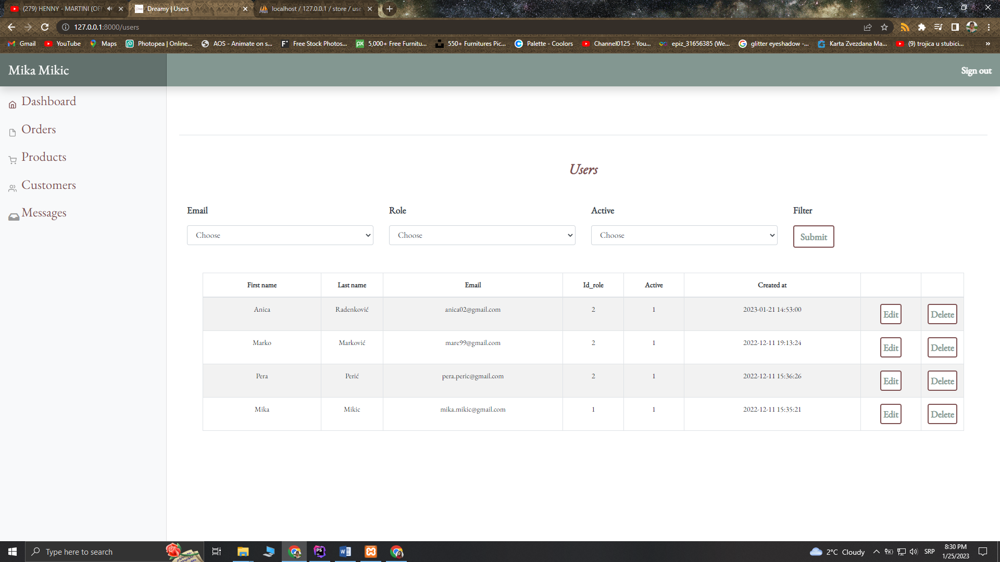 (279) HENNY - MARTINI (OF
Dreamy | Users
localhost / 127.0.0.1 / store / use
127.0.0.1:8000/users
Gmail
YouTube
Maps
Photopea | Online...
AOS - Animate on s...
Free Stock Photos...
5,000+ Free Furnitu...
550+ Furnitures Pic...
Palette - Coolors
Channel0125 - You...
epiz_31656385 (We...
glitter eyeshadow -...
Karta Zvezdana Ma...
(9) trojica u stubici...
Mika Mikic
Sign out
Dashboard
Orders
Products
Customers
Messages
Users
Email Role Active Filter
Choose Choose Choose Submit
First name Last name Email Id_role Active Created at
Anica Radenković anica02@gmail.com 2 1 2023-01-21 14:53:00 Edit Delete
Marko Marković mare99@gmail.com 2 1 2022-12-11 19:13:24 Edit Delete
Pera Perić pera.peric@gmail.com 2 1 2022-12-11 15:36:26 Edit Delete
Mika Mikic mika.mikic@gmail.com 1 1 2022-12-11 15:35:21 Edit Delete
Type here to search
2°C Cloudy
SRP
8:30 PM
1/25/2023